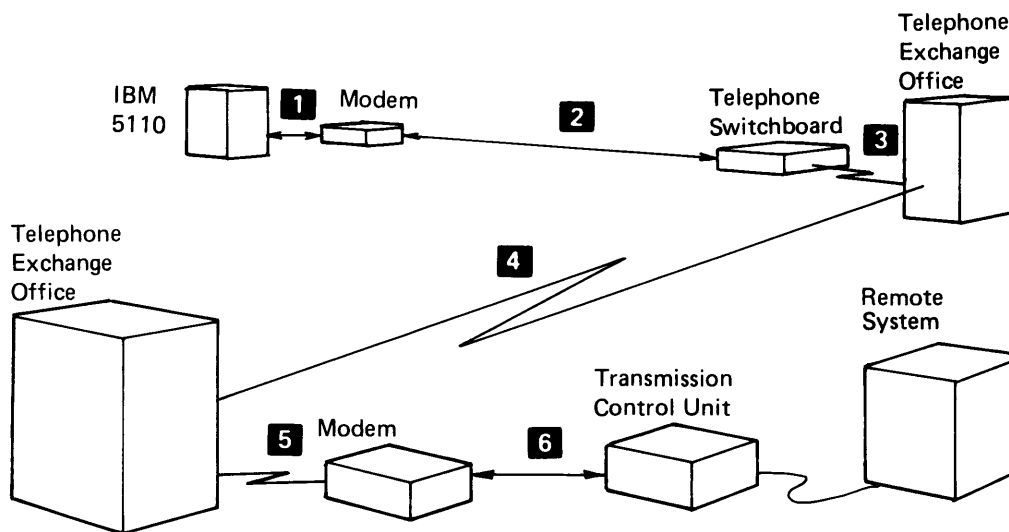 IBM
5110
1
Modem
2
Telephone
Switchboard
3
Telephone
Exchange
Office
Telephone
Exchange
Office
4
Remote
System
5
Modem
6
Transmission
Control Unit